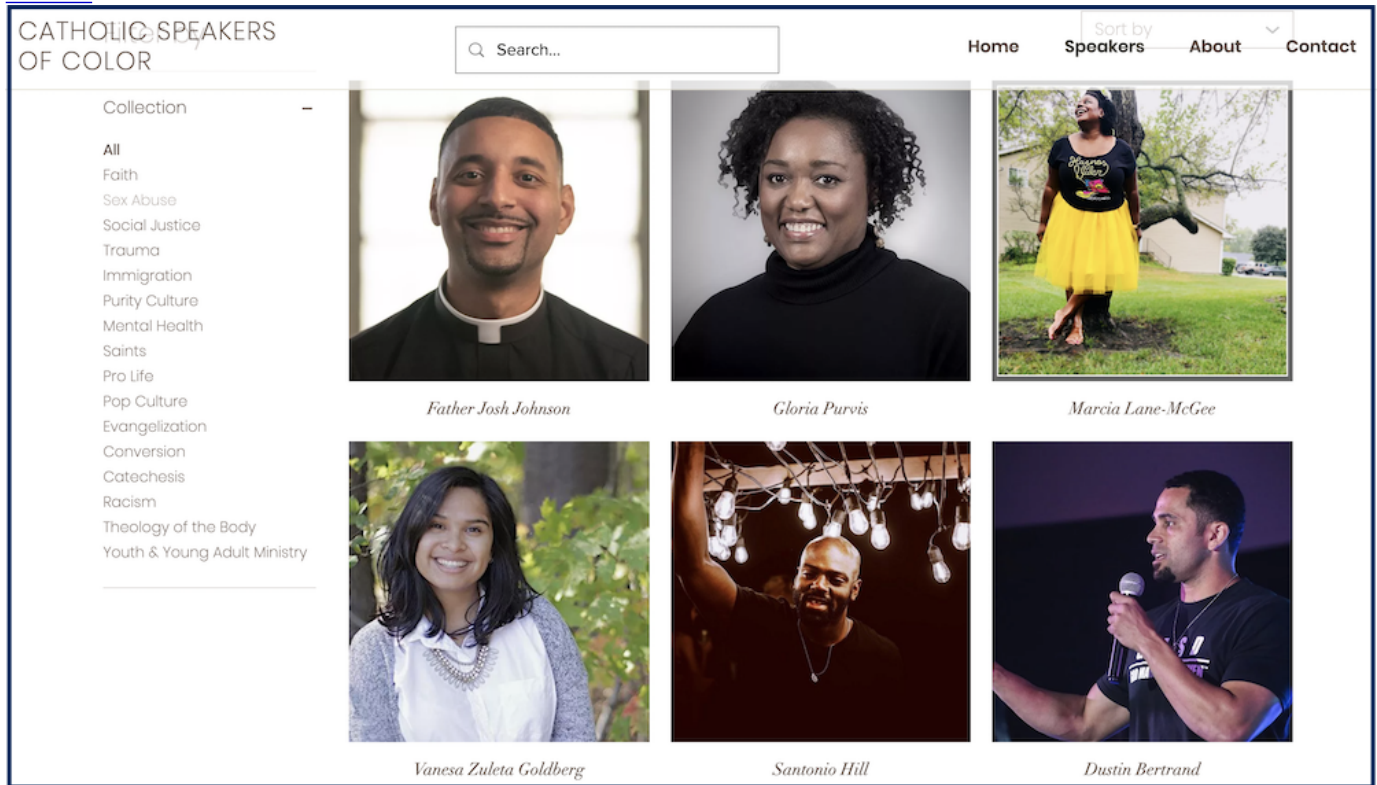 CATHOLIC SPEAKERS
OF COLOR
Filter by
Search...
Sort by
Home
Speakers
About
Contact
Collection
All
Faith
Sex Abuse
Social Justice
Trauma
Immigration
Purity Culture
Mental Health
Saints
Pro Life
Pop Culture
Evangelization
Conversion
Catechesis
Racism
Theology of the Body
Youth & Young Adult Ministry
Father Josh Johnson
Gloria Purvis
Marcia Lane-McGee
Vanesa Zuleta Goldberg
Santonio Hill
Dustin Bertrand